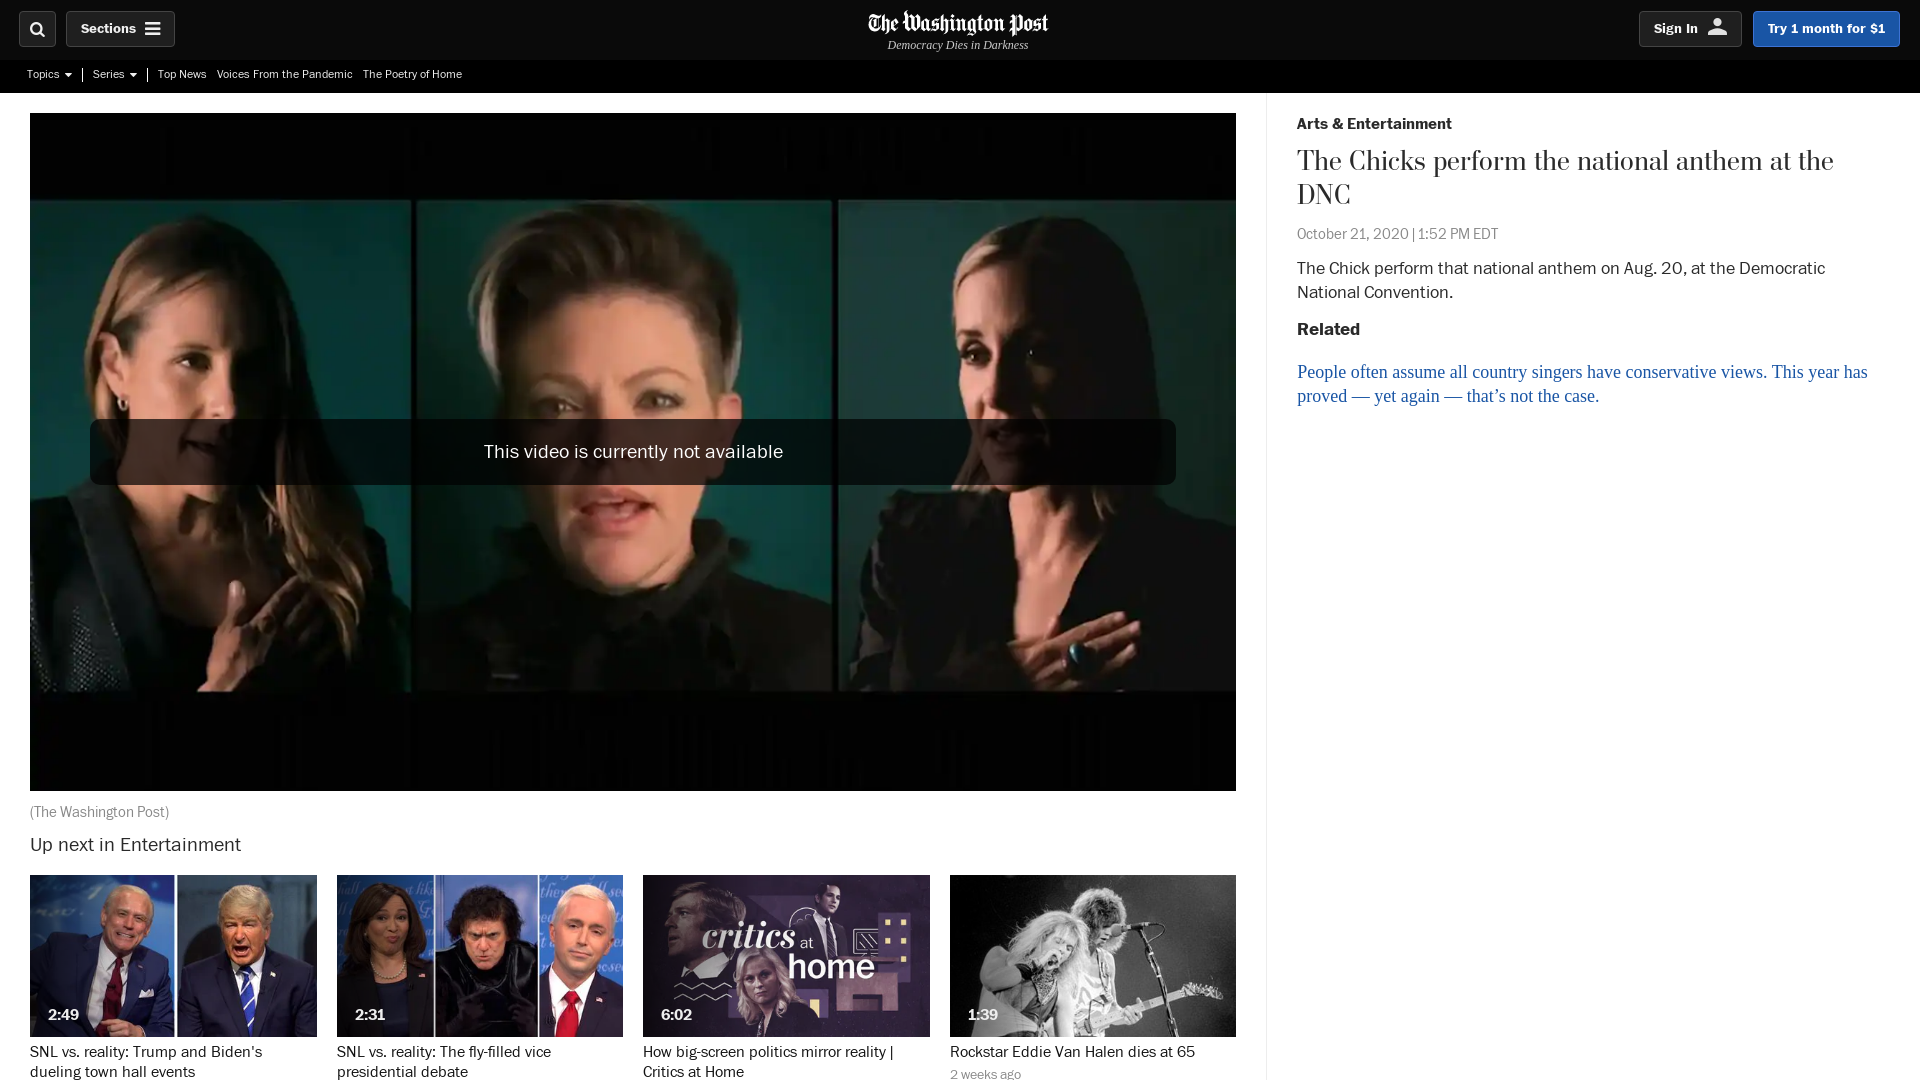 Sections
The Washington Post
Democracy Dies in Darkness
Sign In
Try 1 month for $1
Topics
Series
Top News
Voices From the Pandemic
The Poetry of Home
This video is currently not available
(The Washington Post)
Arts & Entertainment
The Chicks perform the national anthem at the
DNC
October 21, 2020 | 1:52 PM EDT
The Chick perform that national anthem on Aug. 20, at the Democratic
National Convention.
Related
People often assume all country singers have conservative views. This year has
proved — yet again — that’s not the case.
Up next in Entertainment
2:49
SNL vs. reality: Trump and Biden's
dueling town hall events
2:31
SNL vs. reality: The fly-filled vice
presidential debate
critics at
home
6:02
How big-screen politics mirror reality |
Critics at Home
1:39
Rockstar Eddie Van Halen dies at 65
2 weeks ago